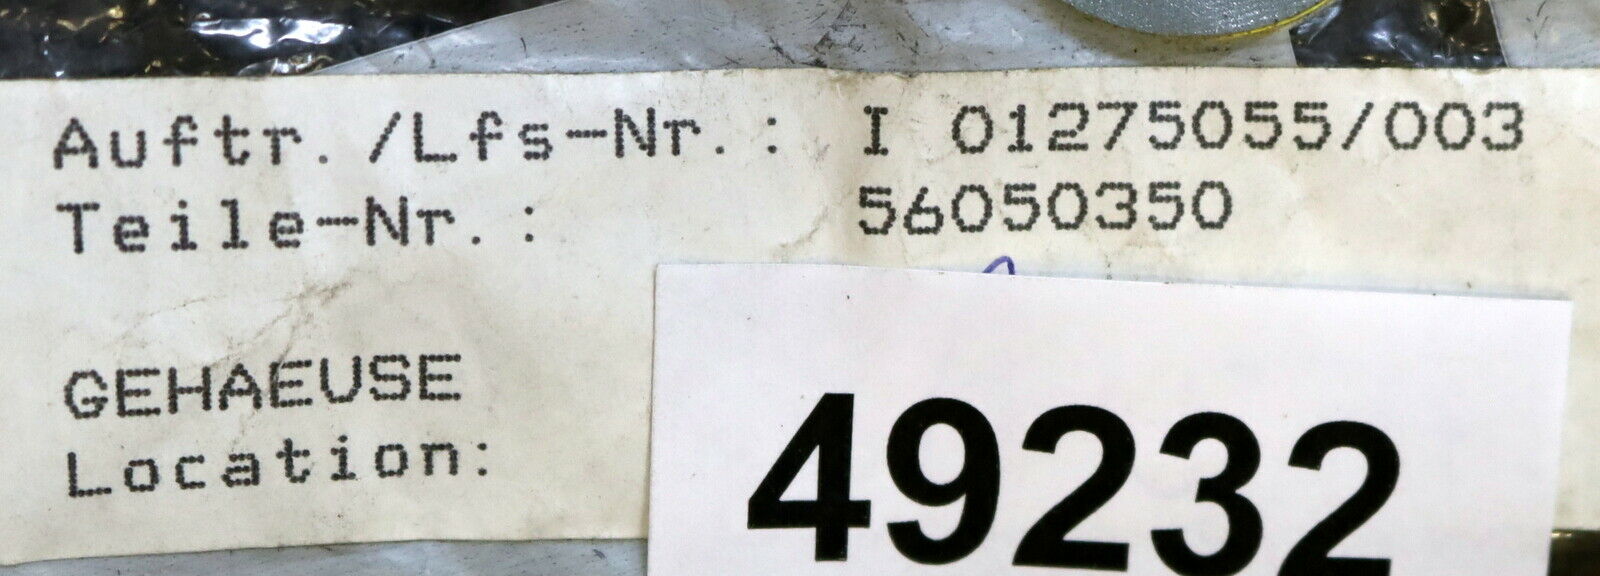 Auftr./Lfs-Nr.: I 01275055/003
Teile-Nr.: 56050350
GEHAEUSE
Location:
49232